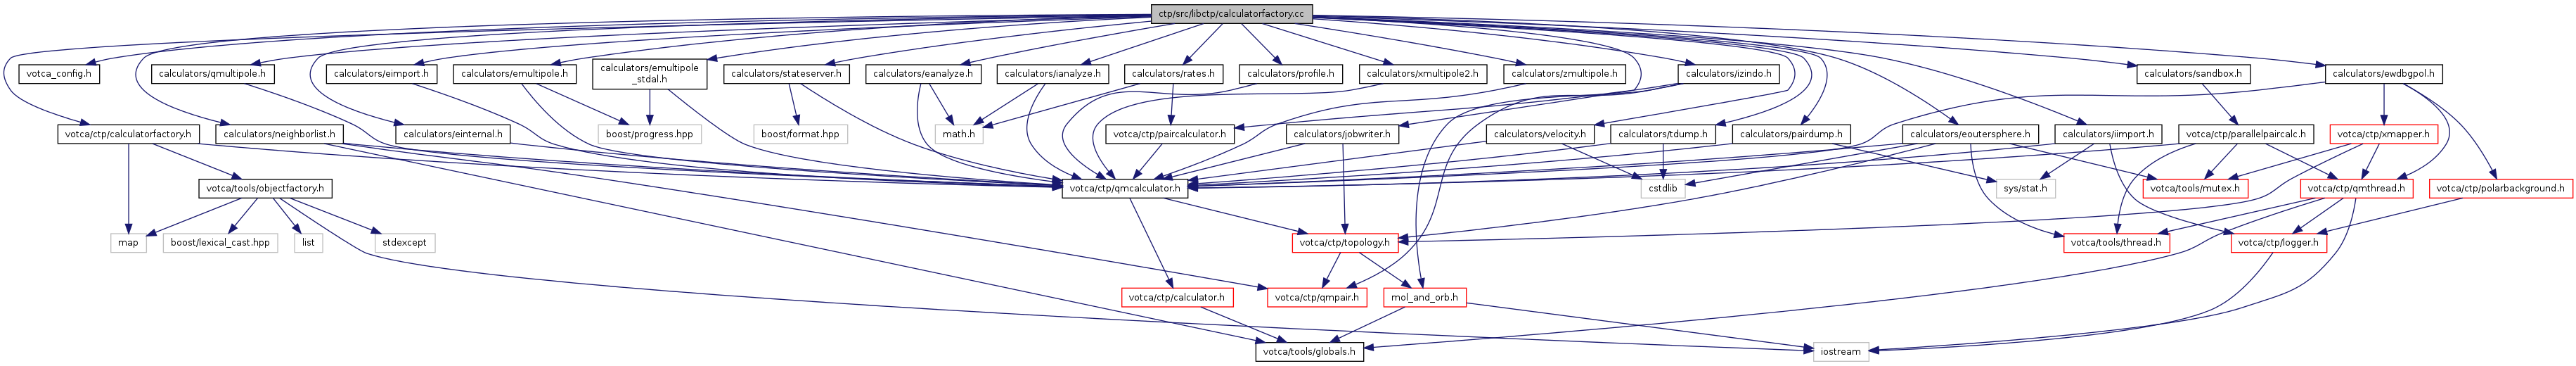 ctp/src/libctp/calculatorfactory.cc
votca_config.h
calculators/qmultipole.h
calculators/eimport.h
calculators/emultipole.h
calculators/emultipole
_stdal.h
calculators/stateserver.h
calculators/eanalyze.h
calculators/ianalyze.h
calculators/rates.h
calculators/profile.h
calculators/xmultipole2.h
calculators/zmultipole.h
calculators/izindo.h
calculators/sandbox.h
calculators/ewdbgpol.h
votca/ctp/calculatorfactory.h
calculators/neighborlist.h
calculators/einternal.h
boost/progress.hpp
boost/format.hpp
math.h
votca/ctp/paircalculator.h
calculators/jobwriter.h
calculators/velocity.h
calculators/tdump.h
calculators/pairdump.h
calculators/eoutersphere.h
calculators/iimport.h
votca/ctp/parallelpaircalc.h
votca/ctp/xmapper.h
votca/tools/objectfactory.h
votca/ctp/qmcalculator.h
cstdlib
sys/stat.h
votca/tools/mutex.h
votca/ctp/qmthread.h
votca/ctp/polarbackground.h
map
boost/lexical_cast.hpp
list
stdexcept
votca/ctp/topology.h
votca/tools/thread.h
votca/ctp/logger.h
votca/ctp/calculator.h
votca/ctp/qmpair.h
mol_and_orb.h
votca/tools/globals.h
iostream